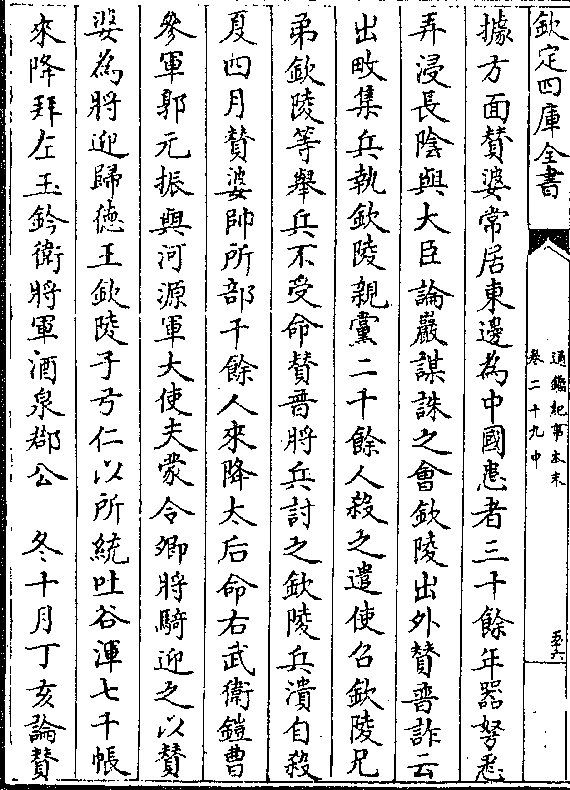 欽定四庫全書
通鑑紀事本末
卷二十九中
五六
據方面贊婆常居東邊為中國患者三十餘年器弩悉
弄浸長陰與大臣論巖謀誅之會欽陵出外贊普詐云
出畋集兵執欽陵親黨二千餘人殺之遣使召欽陵兄
弟欽陵等舉兵不受命贊普將兵討之欽陵兵潰自殺
夏四月贊婆帥所部千餘人來降太后命右武衛鎧曹
參軍郭元振與河源軍大使夫蒙令卿將騎迎之以贊
婆為將迎歸德王欽陵子弓仁以所統吐谷渾七千帳
來降拜左玉鈐衛將軍酒泉郡公　冬十月丁亥論贊